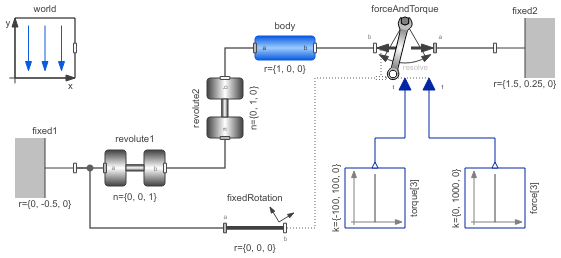 world
y
x
body
a
b
r={1, 0, 0}
forceAndTorque
b
a
resolve
t
f
fixed2
r={1.5, 0.25, 0}
revolute2
b
a
n={0, 1, 0}
fixed1
r={0, -0.5, 0}
revolute1
a
b
n={0, 0, 1}
fixedRotation
a
b
r={0, 0, 0}
k={-100, 100, 0}
torque[3]
k={0, 1000, 0}
force[3]